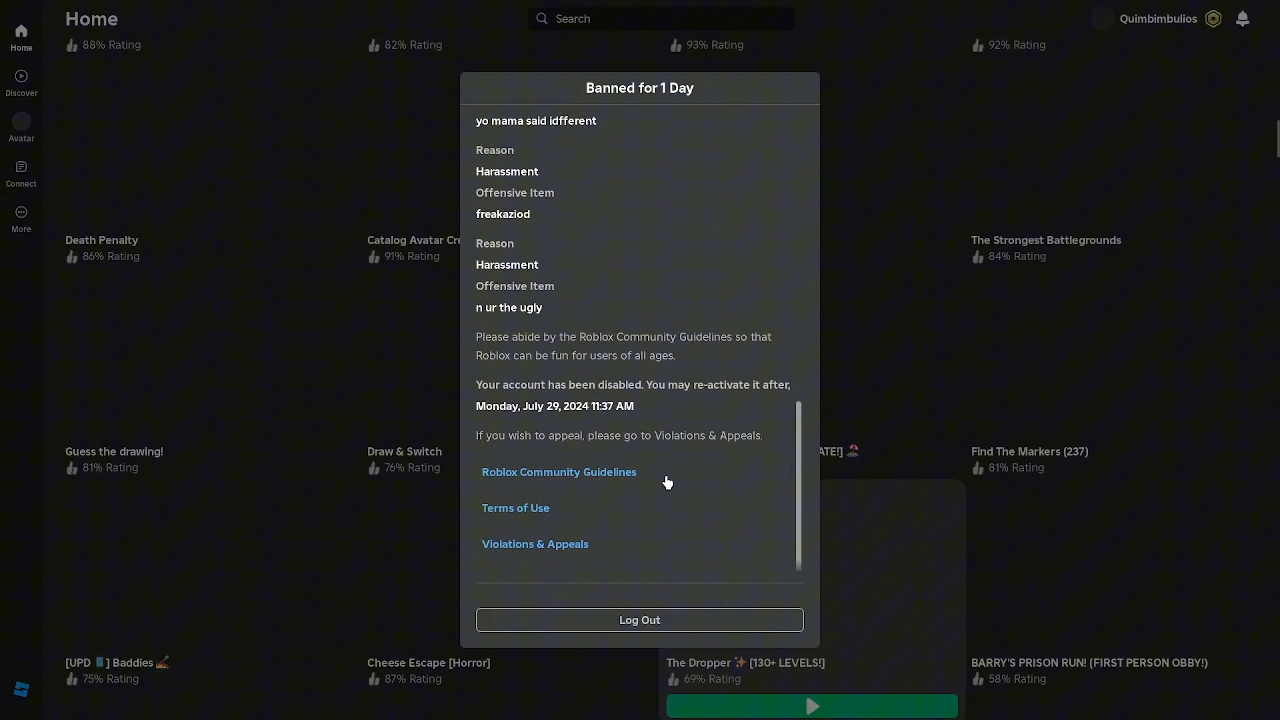 Home
Search
Quimbimbulios
Home
Discover
Avatar
Connect
More
88% Rating
82% Rating
93% Rating
92% Rating
Banned for 1 Day
yo mama said idfferent
Reason
Harassment
Offensive Item
freakaziod
Reason
Harassment
Offensive Item
n ur the ugly
Please abide by the Roblox Community Guidelines so that
Roblox can be fun for users of all ages.
Your account has been disabled. You may re-activate it after,
Monday, July 29, 2024 11:37 AM
If you wish to appeal, please go to Violations & Appeals.
Roblox Community Guidelines
Terms of Use
Violations & Appeals
Log Out
Death Penalty
86% Rating
Catalog Avatar Cre
91% Rating
The Strongest Battlegrounds
84% Rating
Guess the drawing!
81% Rating
Draw & Switch
76% Rating
ATE!] 🏖️
Find The Markers (237)
81% Rating
[UPD 📘] Baddies 💅
75% Rating
Cheese Escape [Horror]
87% Rating
The Dropper ✨ [130+ LEVELS!]
69% Rating
BARRY'S PRISON RUN! (FIRST PERSON OBBY!)
58% Rating